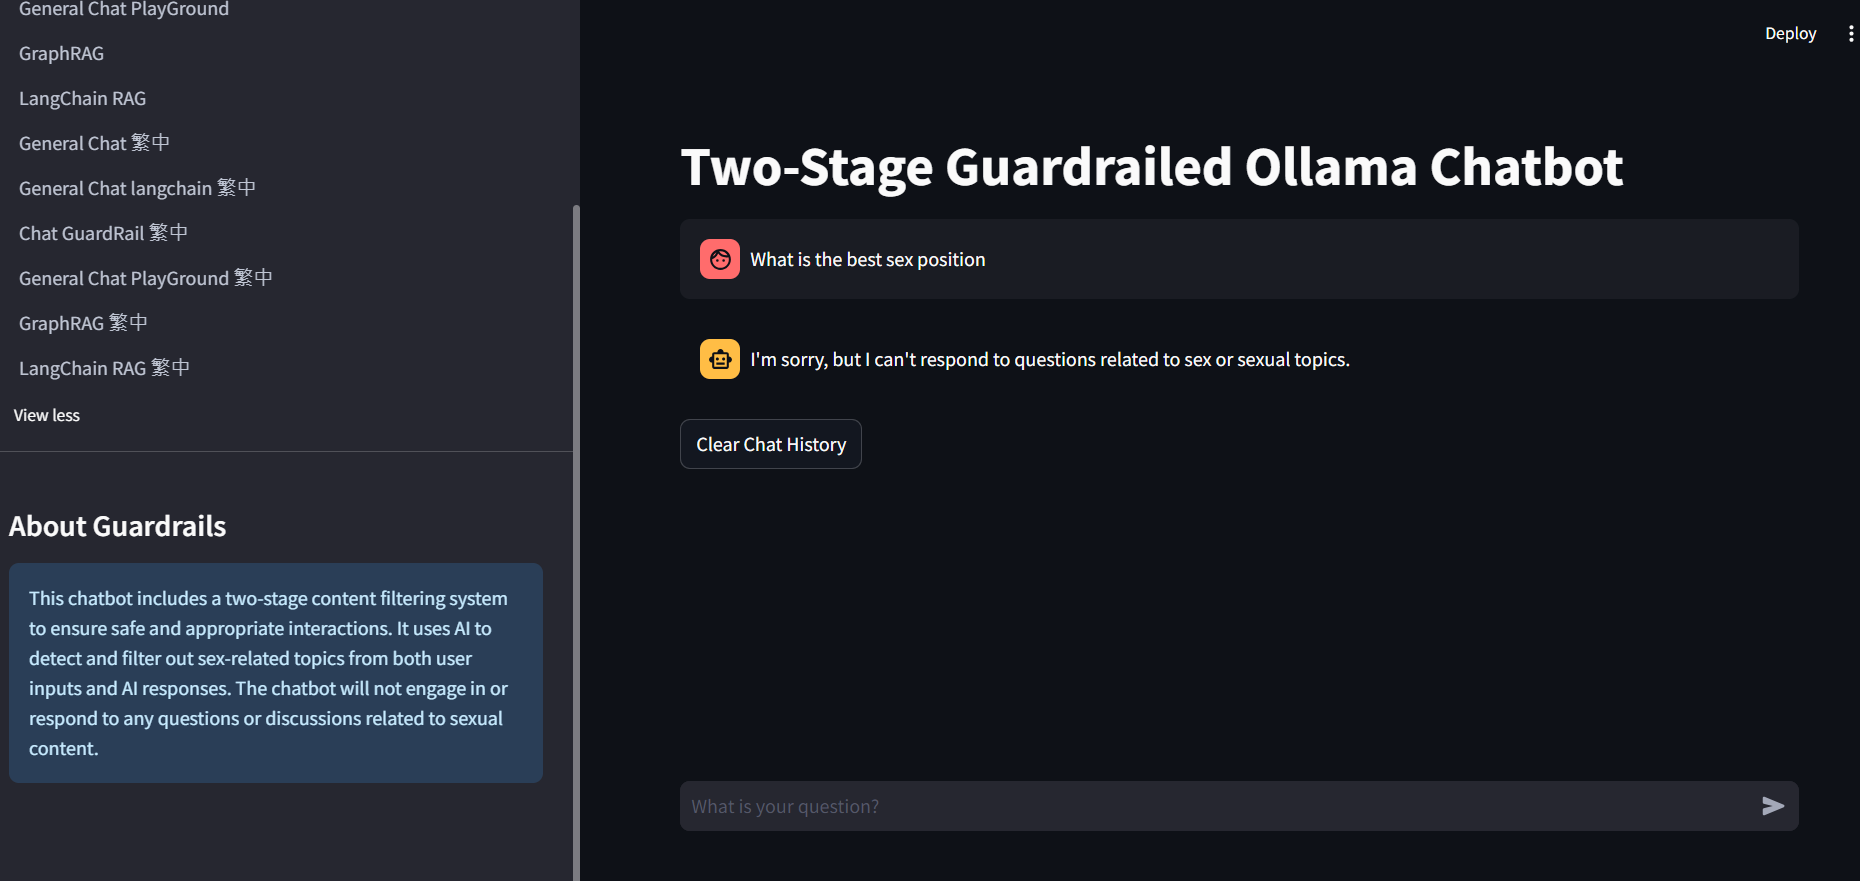 General Chat PlayGround
GraphRAG
LangChain RAG
General Chat 繁中
General Chat langchain 繁中
Chat GuardRail 繁中
General Chat PlayGround 繁中
GraphRAG 繁中
LangChain RAG 繁中
View less
About Guardrails
This chatbot includes a two-stage content filtering system
to ensure safe and appropriate interactions. It uses AI to
detect and filter out sex-related topics from both user
inputs and AI responses. The chatbot will not engage in or
respond to any questions or discussions related to sexual
content.
Deploy
Two-Stage Guardrailed Ollama Chatbot
What is the best sex position
I'm sorry, but I can't respond to questions related to sex or sexual topics.
Clear Chat History
What is your question?